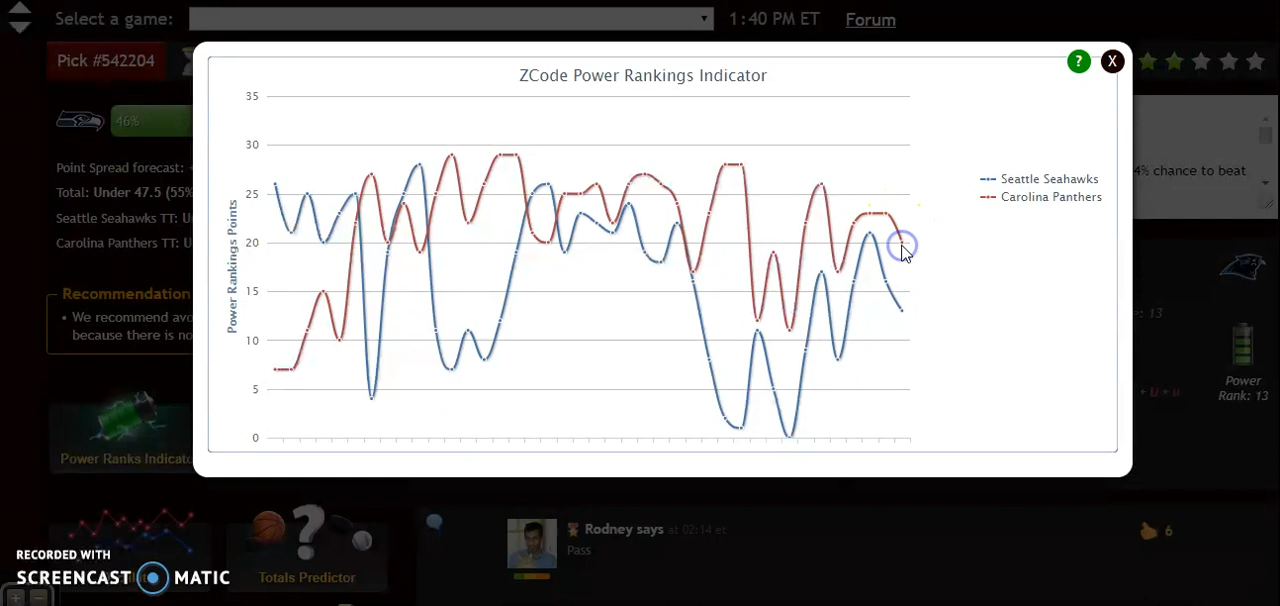 Select a game:
1:40 PM ET
Forum
Pick #542204
46%
Point Spread forecast:
Total: Under 47.5 (55%
Seattle Seahawks TT: U
Carolina Panthers TT: U
Recommendation
• We recommend avo
because there is no
Power Ranks Indicato
ZCode Power Rankings Indicator
?
X
Power Rankings Points
35
30
25
20
15
10
5
0
Seattle Seahawks
Carolina Panthers
4% chance to beat
: 13
Power
Rank: 13
Totals Predictor
Rodney says at 02:14 et
Pass
6
RECORDED WITH
SCREENCAST MATIC